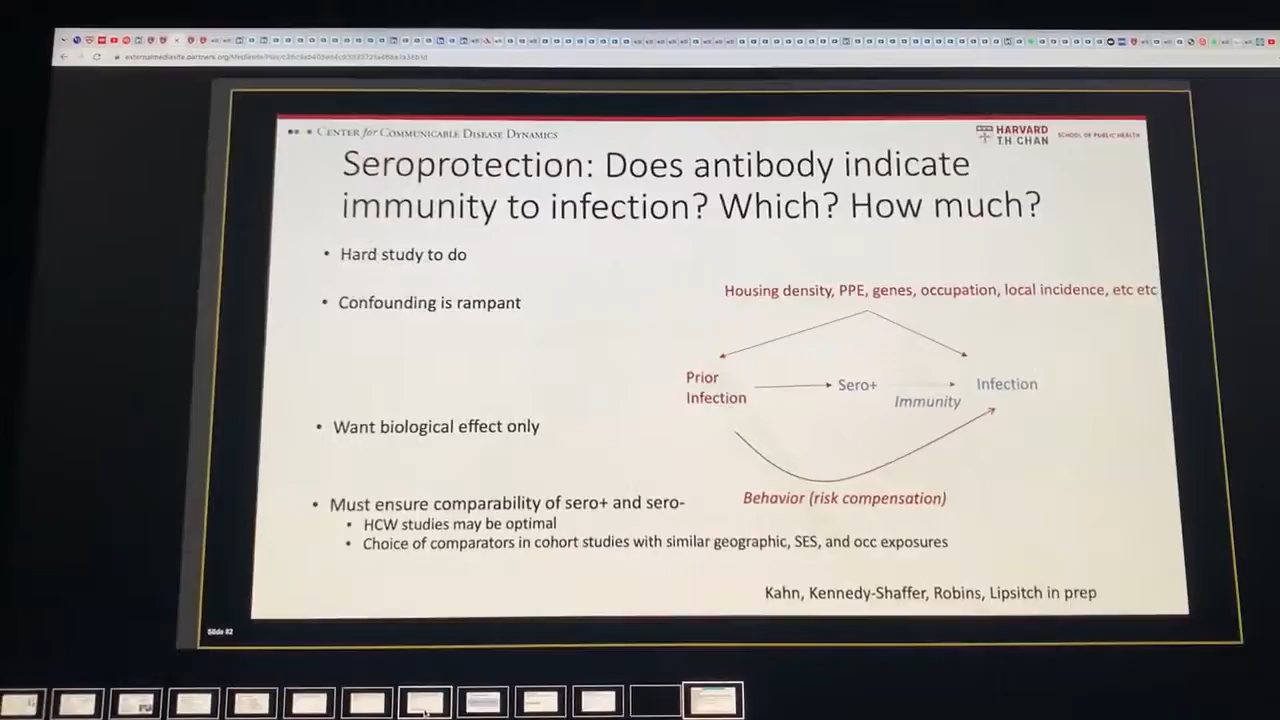 CENTER for COMMUNICABLE DISEASE DYNAMICS
HARVARD
T.H. CHAN
SCHOOL OF PUBLIC HEALTH
Seroprotection: Does antibody indicate
immunity to infection? Which? How much?
• Hard study to do
• Confounding is rampant
Housing density, PPE, genes, occupation, local incidence, etc etc
Prior
Infection
Sero+
Immunity
Infection
• Want biological effect only
Behavior (risk compensation)
• Must ensure comparability of sero+ and sero-
• HCW studies may be optimal
• Choice of comparators in cohort studies with similar geographic, SES, and occ exposures
Kahn, Kennedy-Shaffer, Robins, Lipsitch in prep